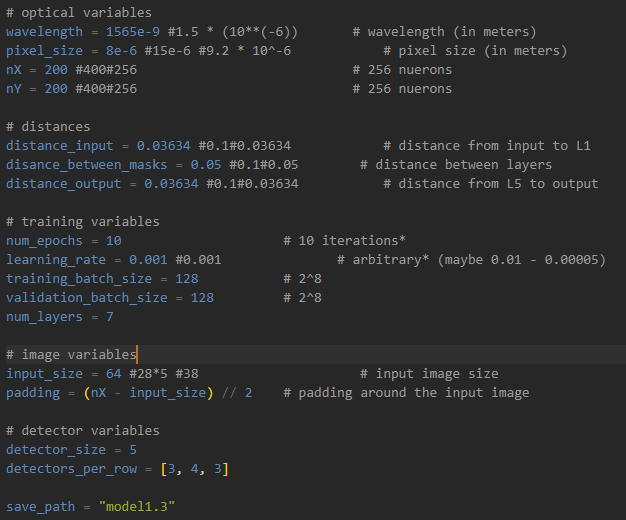 # optical variables
wavelength = 1565e-9 #1.5 * (10**(-6)) # wavelength (in meters)
pixel_size = 8e-6 #15e-6 #9.2 * 10^-6 # pixel size (in meters)
nX = 200 #400#256 # 256 nuerons
nY = 200 #400#256 # 256 nuerons
# distances
distance_input = 0.03634 #0.1#0.03634 # distance from input to L1
disance_between_masks = 0.05 #0.1#0.05 # distance between layers
distance_output = 0.03634 #0.1#0.03634 # distance from L5 to output
# training variables
num_epochs = 10 # 10 iterations*
learning_rate = 0.001 #0.001 # arbitrary* (maybe 0.01 - 0.00005)
training_batch_size = 128 # 2^8
validation_batch_size = 128 # 2^8
num_layers = 7
# image variables
input_size = 64 #28*5 #38 # input image size
padding = (nX - input_size) // 2 # padding around the input image
# detector variables
detector_size = 5
detectors_per_row = [3, 4, 3]
save_path = "model1.3"